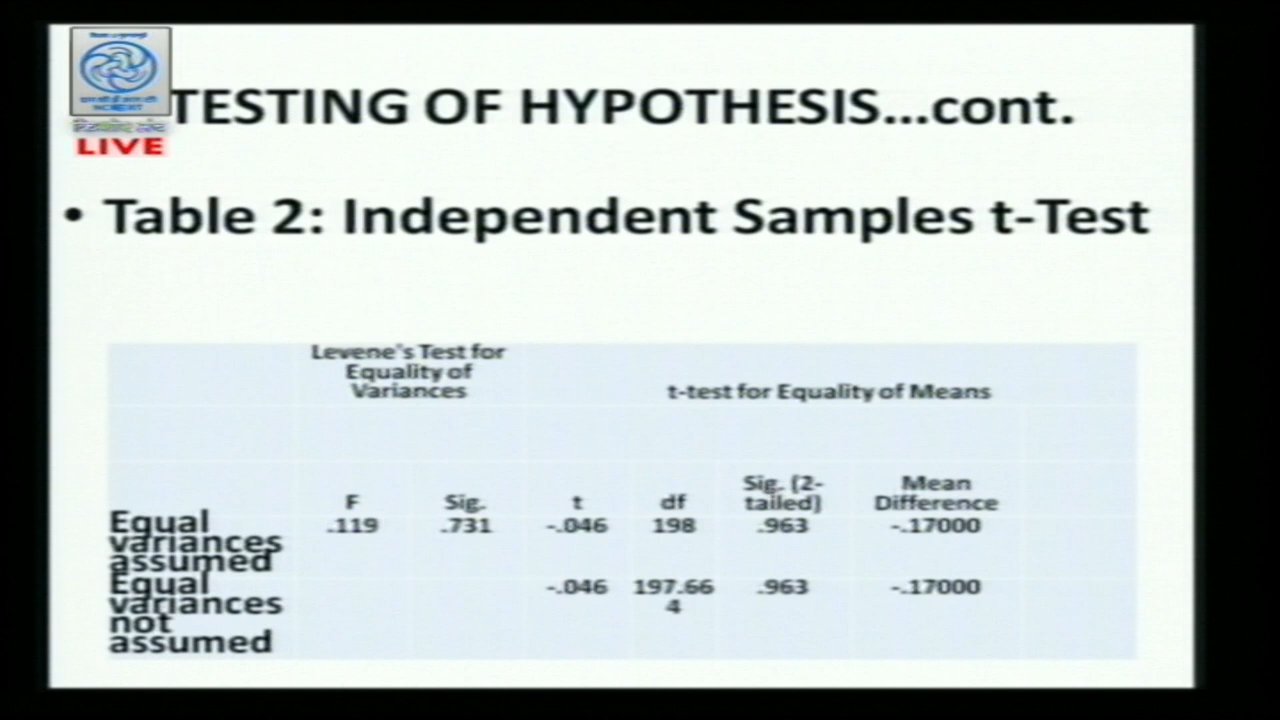 TESTING OF HYPOTHESIS...cont.
LIVE
• Table 2: Independent Samples t-Test
Levene's Test for
Equality of
Variances
t-test for Equality of Means
F Sig. t df Sig. (2-tailed) Mean Difference
Equal variances assumed .119 .731 -.046 198 .963 -.17000
Equal variances not assumed -.046 197.664 .963 -.17000